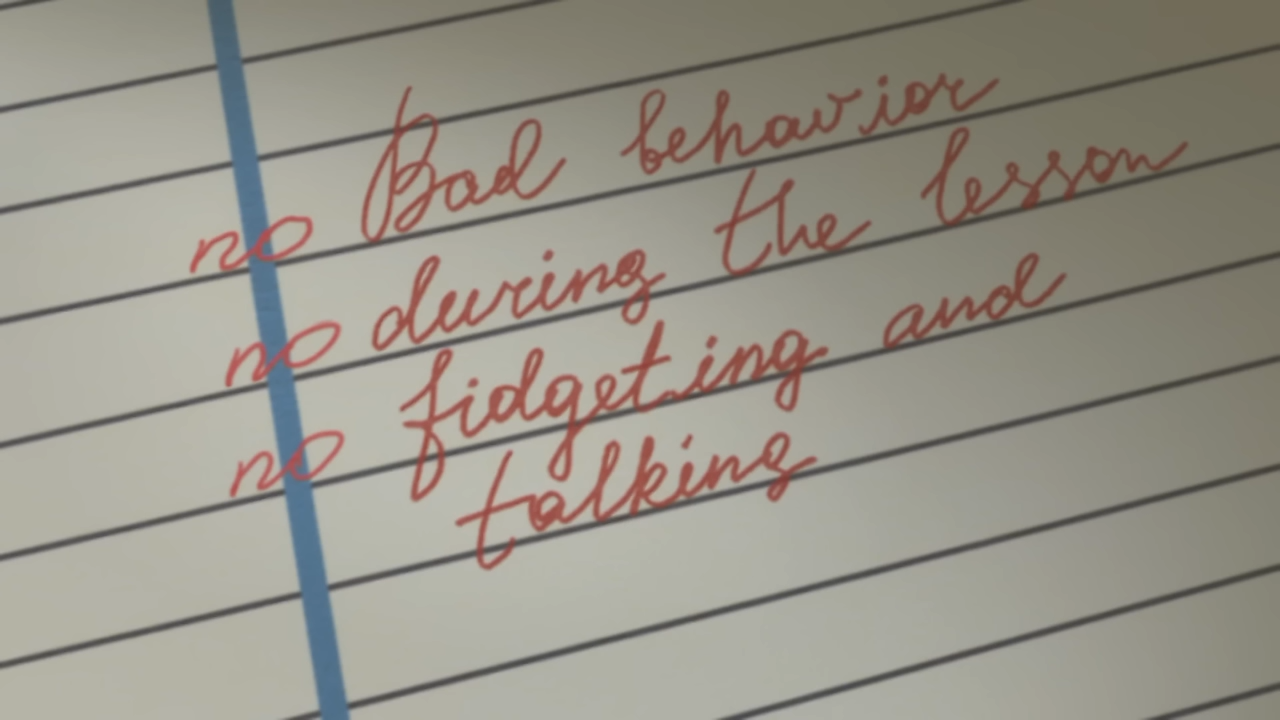 no Bad behavior
no during the lesson
no fidgeting and
talking